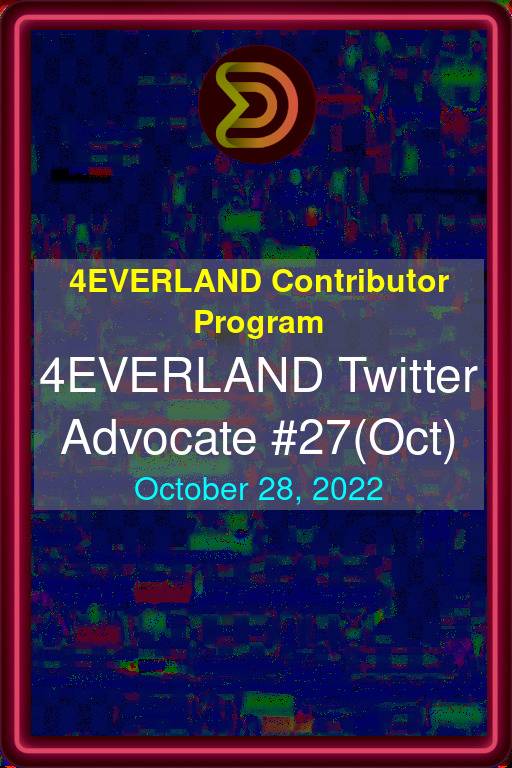 4EVERLAND Contributor
Program
4EVERLAND Twitter
Advocate #27(Oct)
October 28, 2022